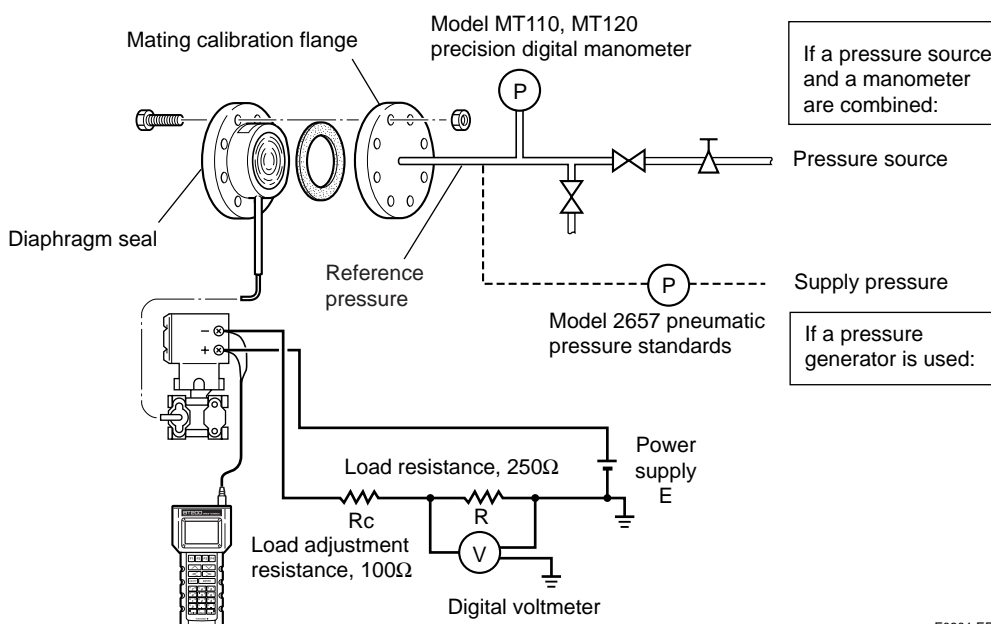 Mating calibration flange
Model MT110, MT120
precision digital manometer
If a pressure source
and a manometer
are combined:
P
Pressure source
Diaphragm seal
Reference
pressure
P
Supply pressure
Model 2657 pneumatic
pressure standards
If a pressure
generator is used:
−
+
Power
supply
E
Load resistance, 250Ω
Rc
R
Load adjustment
resistance, 100Ω
V
Digital voltmeter